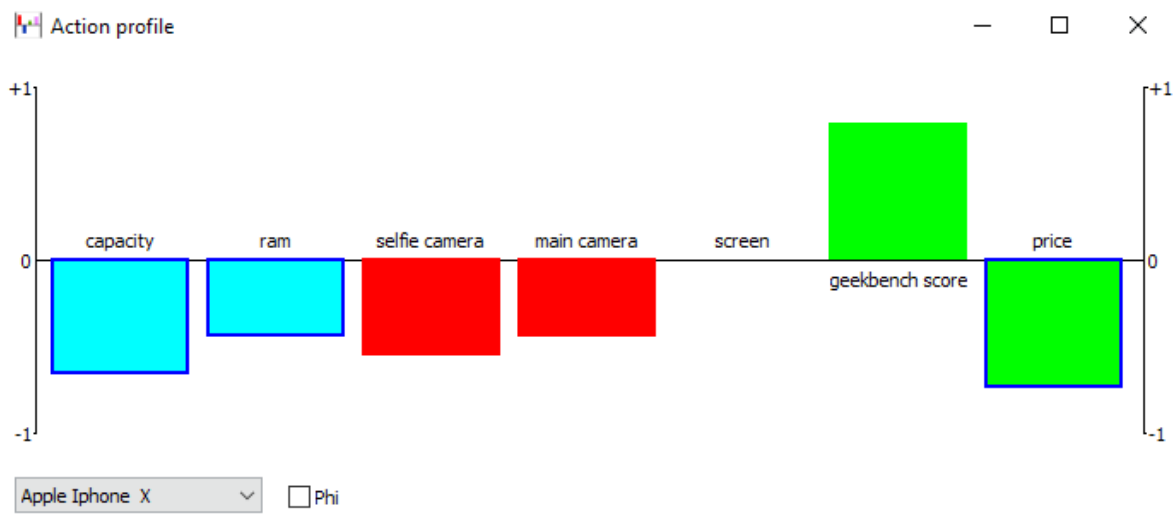 Action profile
+1
+1
capacity
ram
selfie camera
main camera
screen
price
0
0
geekbench score
-1
-1
Apple Iphone  X
Phi